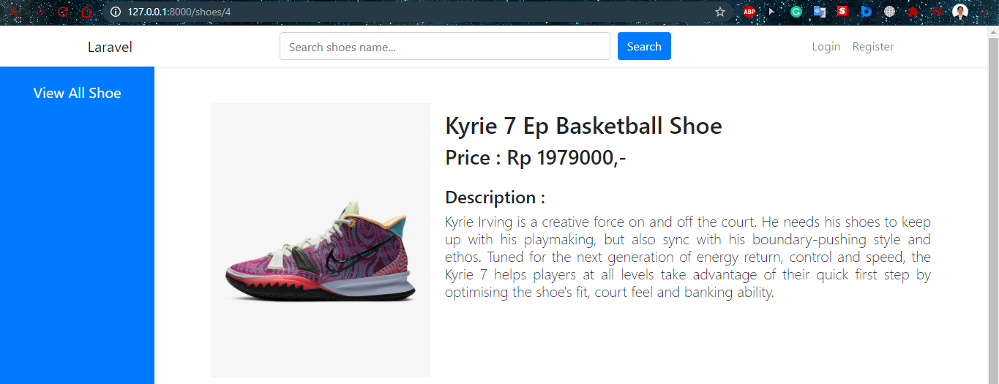 127.0.0.1:8000/shoes/4
ABP
Laravel
Search shoes name...
Search
Login
Register
View All Shoe
Kyrie 7 Ep Basketball Shoe
Price : Rp 1979000,-
Description :
Kyrie Irving is a creative force on and off the court. He needs his shoes to keep
up with his playmaking, but also sync with his boundary-pushing style and
ethos. Tuned for the next generation of energy return, control and speed, the
Kyrie 7 helps players at all levels take advantage of their quick first step by
optimising the shoe's fit, court feel and banking ability.